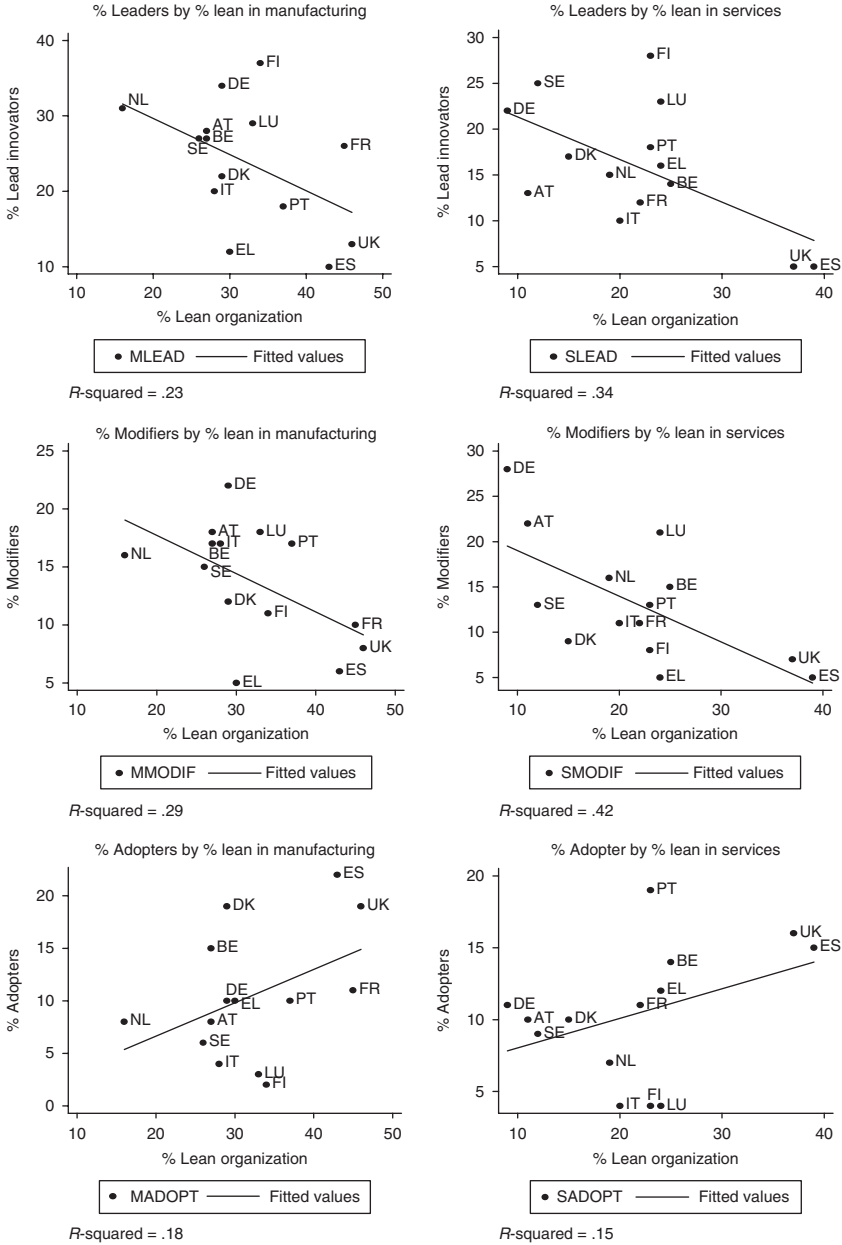 % Leaders by % lean in manufacturing
40
30
20
10
% Lead innovators
NL
FI
DE
AT
BE
SE
LU
FR
DK
IT
PT
EL
UK
ES
10 20 30 40 50
% Lean organization
MLEAD Fitted values
R-squared = .23
% Leaders by % lean in services
30
25
20
15
10
5
% Lead innovators
FI
SE
LU
DE
PT
DK
EL
NL
BE
AT
FR
IT
UK
ES
10 20 30 40
% Lean organization
SLEAD Fitted values
R-squared = .34
% Modifiers by % lean in manufacturing
25
20
15
10
5
% Modifiers
DE
AT
LU
IT
PT
BE
NL
SE
DK
FI
FR
UK
ES
EL
10 20 30 40 50
% Lean organization
MMODIF Fitted values
R-squared = .29
% Modifiers by % lean in services
30
25
20
15
10
5
% Modifiers
DE
AT
LU
NL
BE
SE
PT
IT
FR
DK
FI
UK
EL
ES
10 20 30 40
% Lean organization
SMODIF Fitted values
R-squared = .42
% Adopters by % lean in manufacturing
20
15
10
5
0
% Adopters
ES
DK
UK
BE
DE
EL
PT
FR
NL
AT
SE
IT
LU
FI
10 20 30 40 50
% Lean organization
MADOPT Fitted values
R-squared = .18
% Adopter by % lean in services
20
15
10
5
% Adopters
PT
UK
ES
BE
EL
DE
FR
AT
DK
SE
NL
FI
IT
LU
10 20 30 40
% Lean organization
SADOPT Fitted values
R-squared = .15